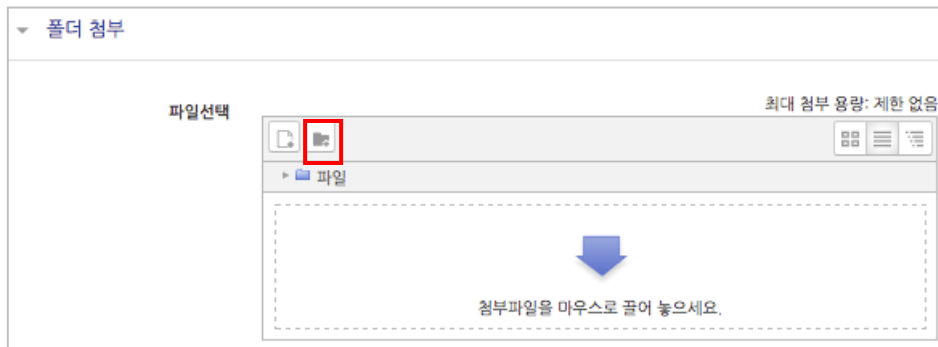 폴더 첨부
최대 첨부 용량: 제한 없음
파일선택
파일
첨부파일을 마우스로 끌어 놓으세요.